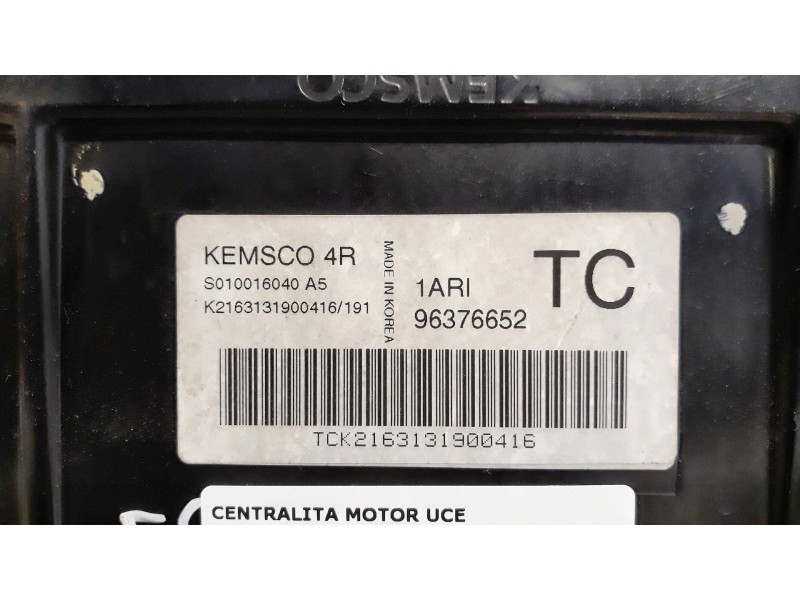 KEMSCO
KEMSCO 4R
S010016040 A5
K2163131900416/191
MADE IN KOREA
1ARI
96376652
TC
TCK2163131900416
CENTRALITA MOTOR UCE